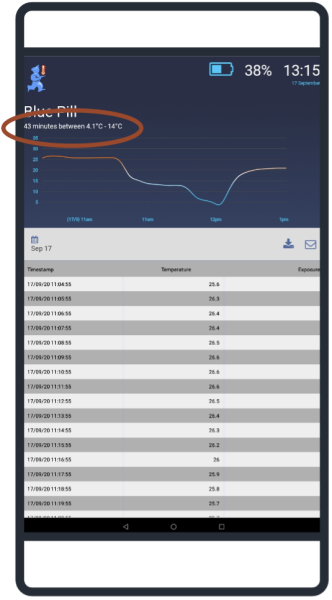 38% 13:15
17 September
Blue Pill
43 minutes between 4.1°C - 14°C
35
30
25
20
15
10
5
(17/9) 11am 11am 12pm 1pm
Sep 17
Timestamp Temperature Exposure
17/09/20 11:04:55 25.6
17/09/20 11:05:55 26.3
17/09/20 11:06:55 26.4
17/09/20 11:07:55 26.4
17/09/20 11:08:55 26.5
17/09/20 11:09:55 26.6
17/09/20 11:10:55 26.6
17/09/20 11:11:55 26.6
17/09/20 11:12:55 26.5
17/09/20 11:13:55 26.4
17/09/20 11:14:55 26.3
17/09/20 11:15:55 26.2
17/09/20 11:16:55 26
17/09/20 11:17:55 25.9
17/09/20 11:18:55 25.8
17/09/20 11:19:55 25.7